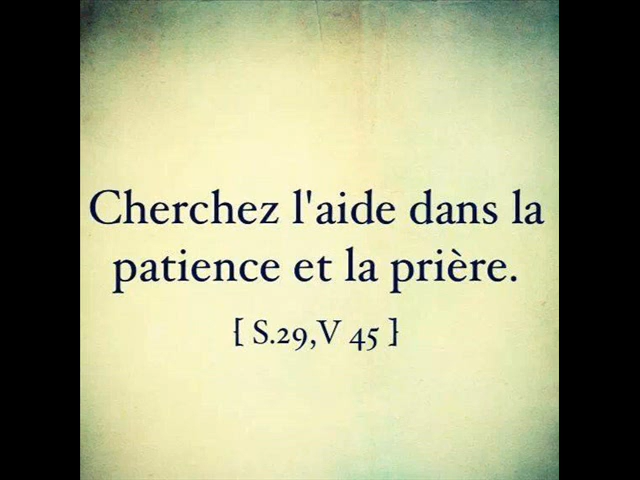 Cherchez l'aide dans la
patience et la prière.
[ S.29,V 45 ]